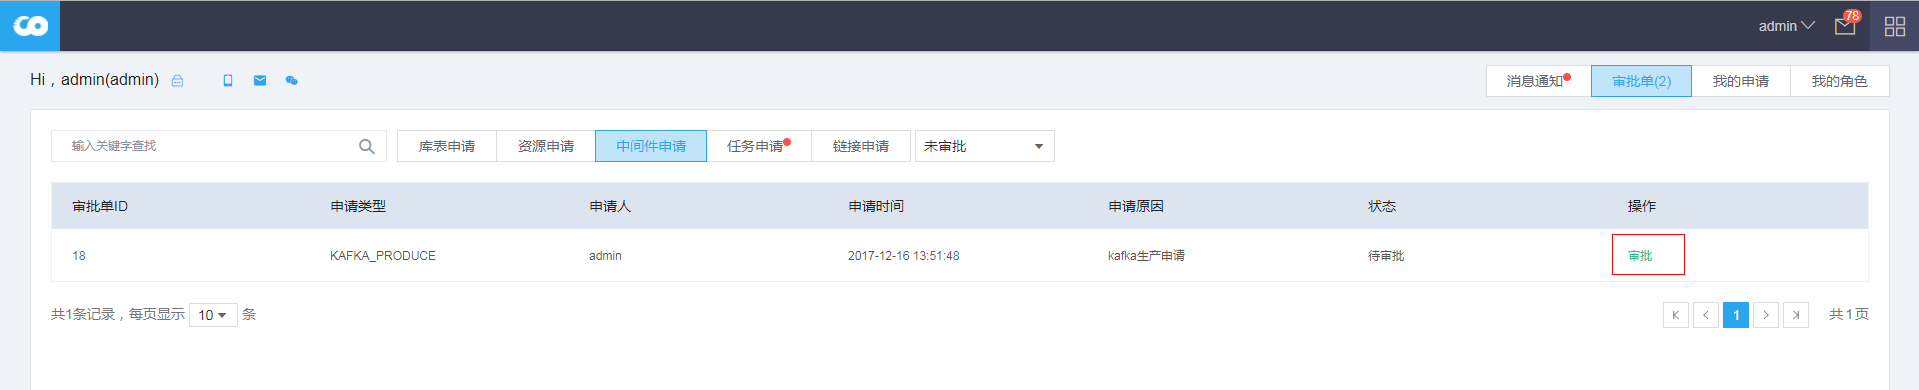 admin 78
Hi，admin(admin) 消息通知 审批单(2) 我的申请 我的角色
输入关键字查找 库表申请 资源申请 中间件申请 任务申请 链接申请 未审批
审批单ID 申请类型 申请人 申请时间 申请原因 状态 操作
18 KAFKA_PRODUCE admin 2017-12-16 13:51:48 kafka生产申请 待审批 审批
共1条记录，每页显示 10 条 1 共1页